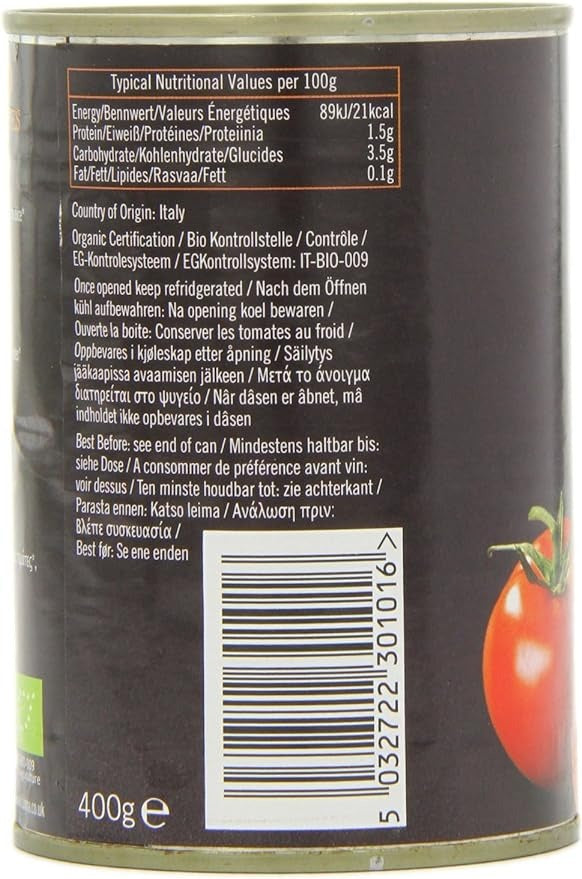 Typical Nutritional Values per 100g
Energy/Bennwert/Valeurs Énergétiques 89kJ/21kcal
Protein/Eiweiß/Protéines/Proteiinia 1.5g
Carbohydrate/Kohlenhydrate/Glucides 3.5g
Fat/Fett/Lipides/Rasvaa/Fett 0.1g
Country of Origin: Italy
Organic Certification / Bio Kontrollstelle / Contrôle /
EG-Kontrolesysteem / EGKontrollsystem: IT-BIO-009
Once opened keep refridgerated / Nach dem Öffnen
kühl aufbewahren: Na opening koel bewaren /
Ouverte la boite: Conserver les tomates au froid /
Oppbevares i kjøleskap etter åpning / Säilytys
jääkaapissa avaamisen jälkeen / Μετά το άνοιγμα
διατηρείται στο ψυγείο / Når dåsen er åbnet, må
indholdet ikke opbevares i dåsen
Best Before: see end of can / Mindestens haltbar bis:
siehe Dose / A consommer de préférence avant vin:
voir dessus / Ten minste houdbar tot: zie achterkant /
Parasta ennen: Katso leima / Ανάλωση πριν:
Βλέπε συσκευασία /
Best før: Se ene enden
5 032722 301016 >
400g e